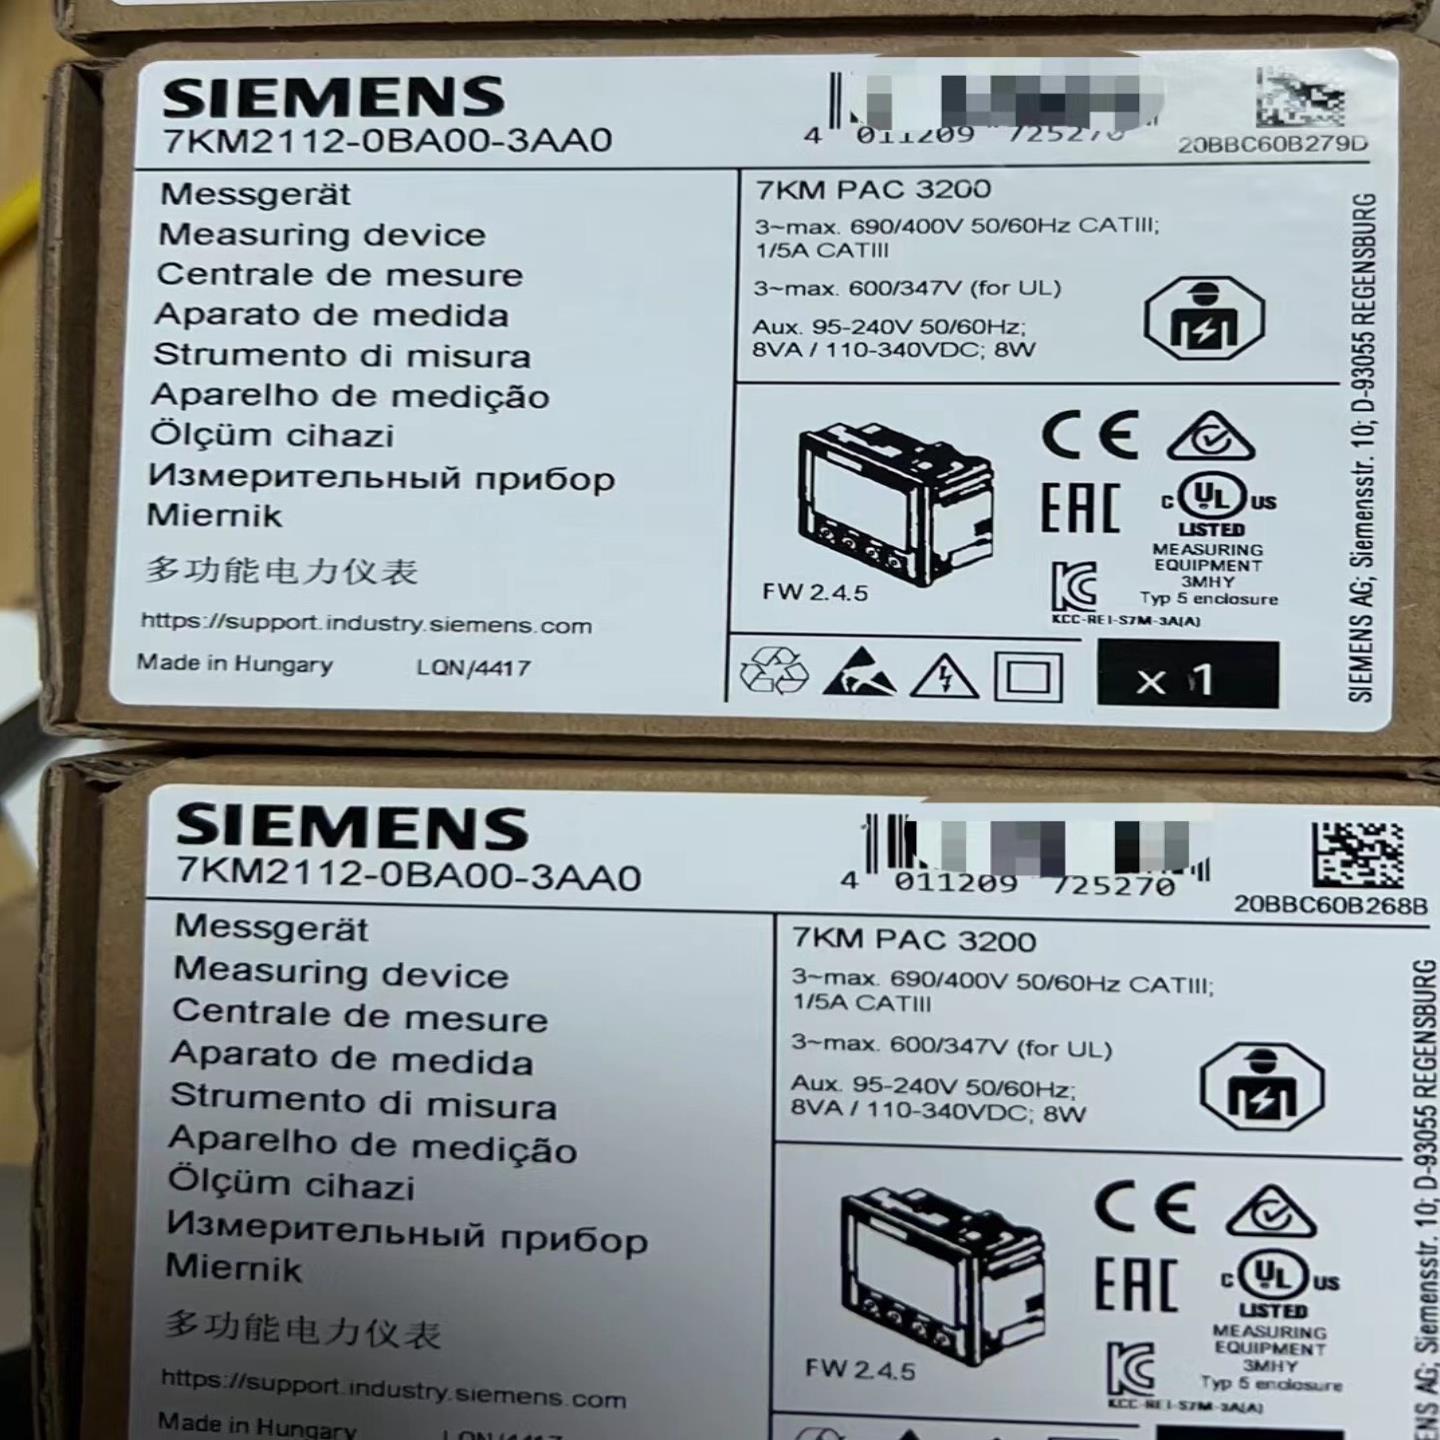 SIEMENS
7KM2112-0BA00-3AA0
4 011209 725270
20BBC60B279D
Messgerät
Measuring device
Centrale de mesure
Aparato de medida
Strumento di misura
Aparelho de medição
Ölçüm cihazi
Измерительный прибор
Miernik
多功能电力仪表
https://support.industry.siemens.com
Made in Hungary LQN/4417
7KM PAC 3200
3~max. 690/400V 50/60Hz CATIII;
1/5A CATIII
3~max. 600/347V (for UL)
Aux. 95-240V 50/60Hz;
8VA / 110-340VDC; 8W
FW 2.4.5
CE
EAC
C UL US
LISTED
MEASURING
EQUIPMENT
3MHY
Typ 5 enclosure
KC
KCC-REI-S7M-3A(A)
x 1
SIEMENS AG; Siemensstr. 10; D-93055 REGENSBURG
SIEMENS
7KM2112-0BA00-3AA0
4 011209 725270
20BBC60B268B
Messgerät
Measuring device
Centrale de mesure
Aparato de medida
Strumento di misura
Aparelho de medição
Ölçüm cihazi
Измерительный прибор
Miernik
多功能电力仪表
https://support.industry.siemens.com
Made in Hungary
7KM PAC 3200
3~max. 690/400V 50/60Hz CATIII;
1/5A CATIII
3~max. 600/347V (for UL)
Aux. 95-240V 50/60Hz;
8VA / 110-340VDC; 8W
FW 2.4.5
CE
EAC
C UL US
LISTED
MEASURING
EQUIPMENT
3MHY
Typ 5 enclosure
KC
KCC-REI-S7M-3A(A)
AG; Siemensstr. 10; D-93055 REGENSBURG